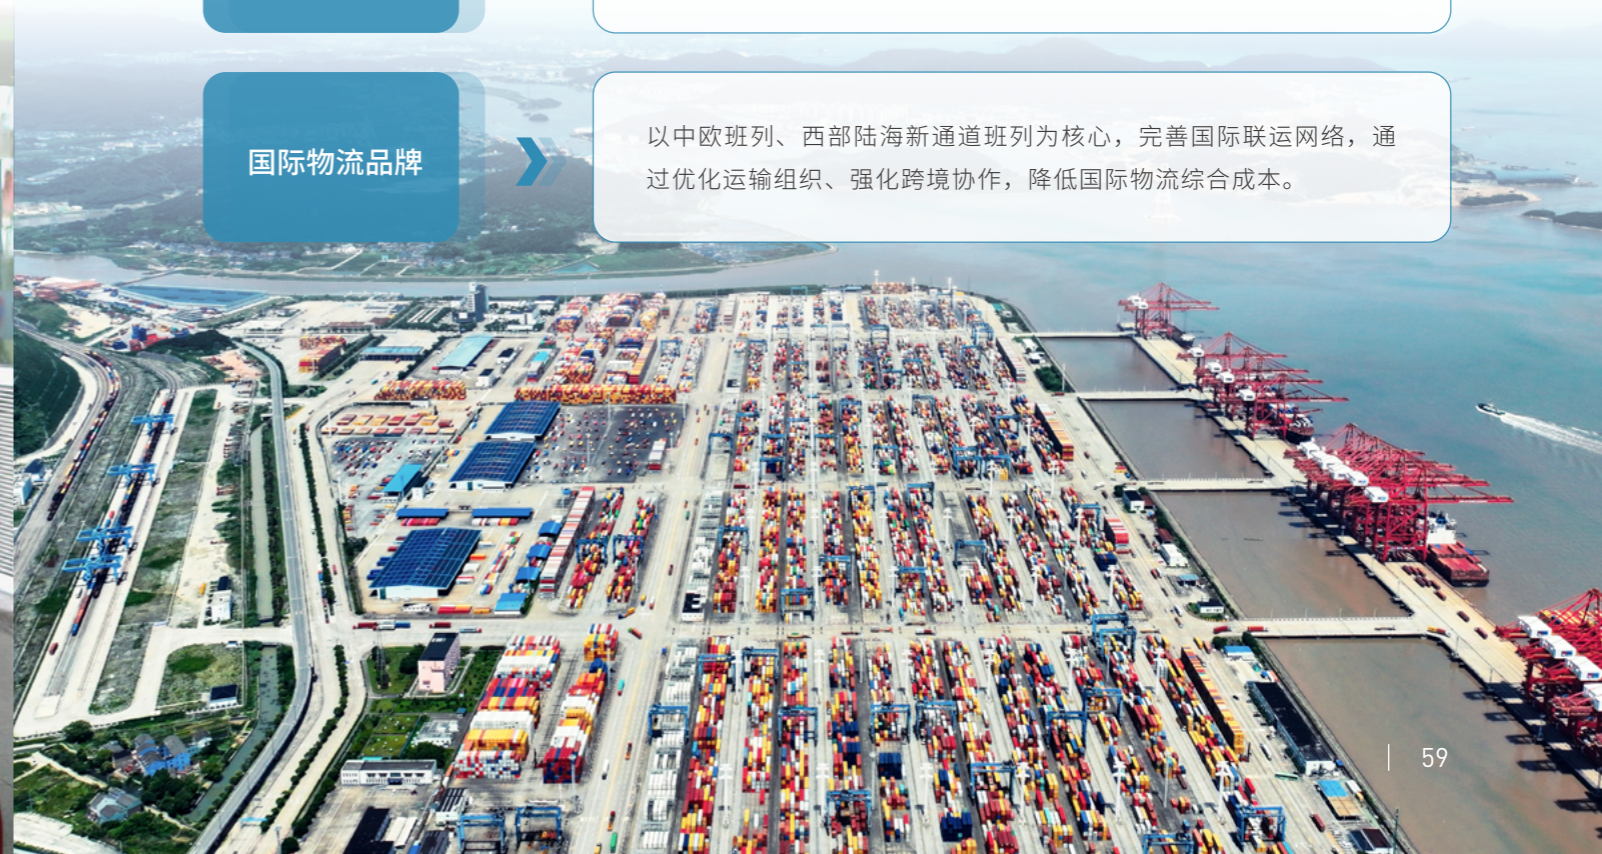 国际物流品牌
以中欧班列、西部陆海新通道班列为核心，完善国际联运网络，通
过优化运输组织、强化跨境协作，降低国际物流综合成本。
59